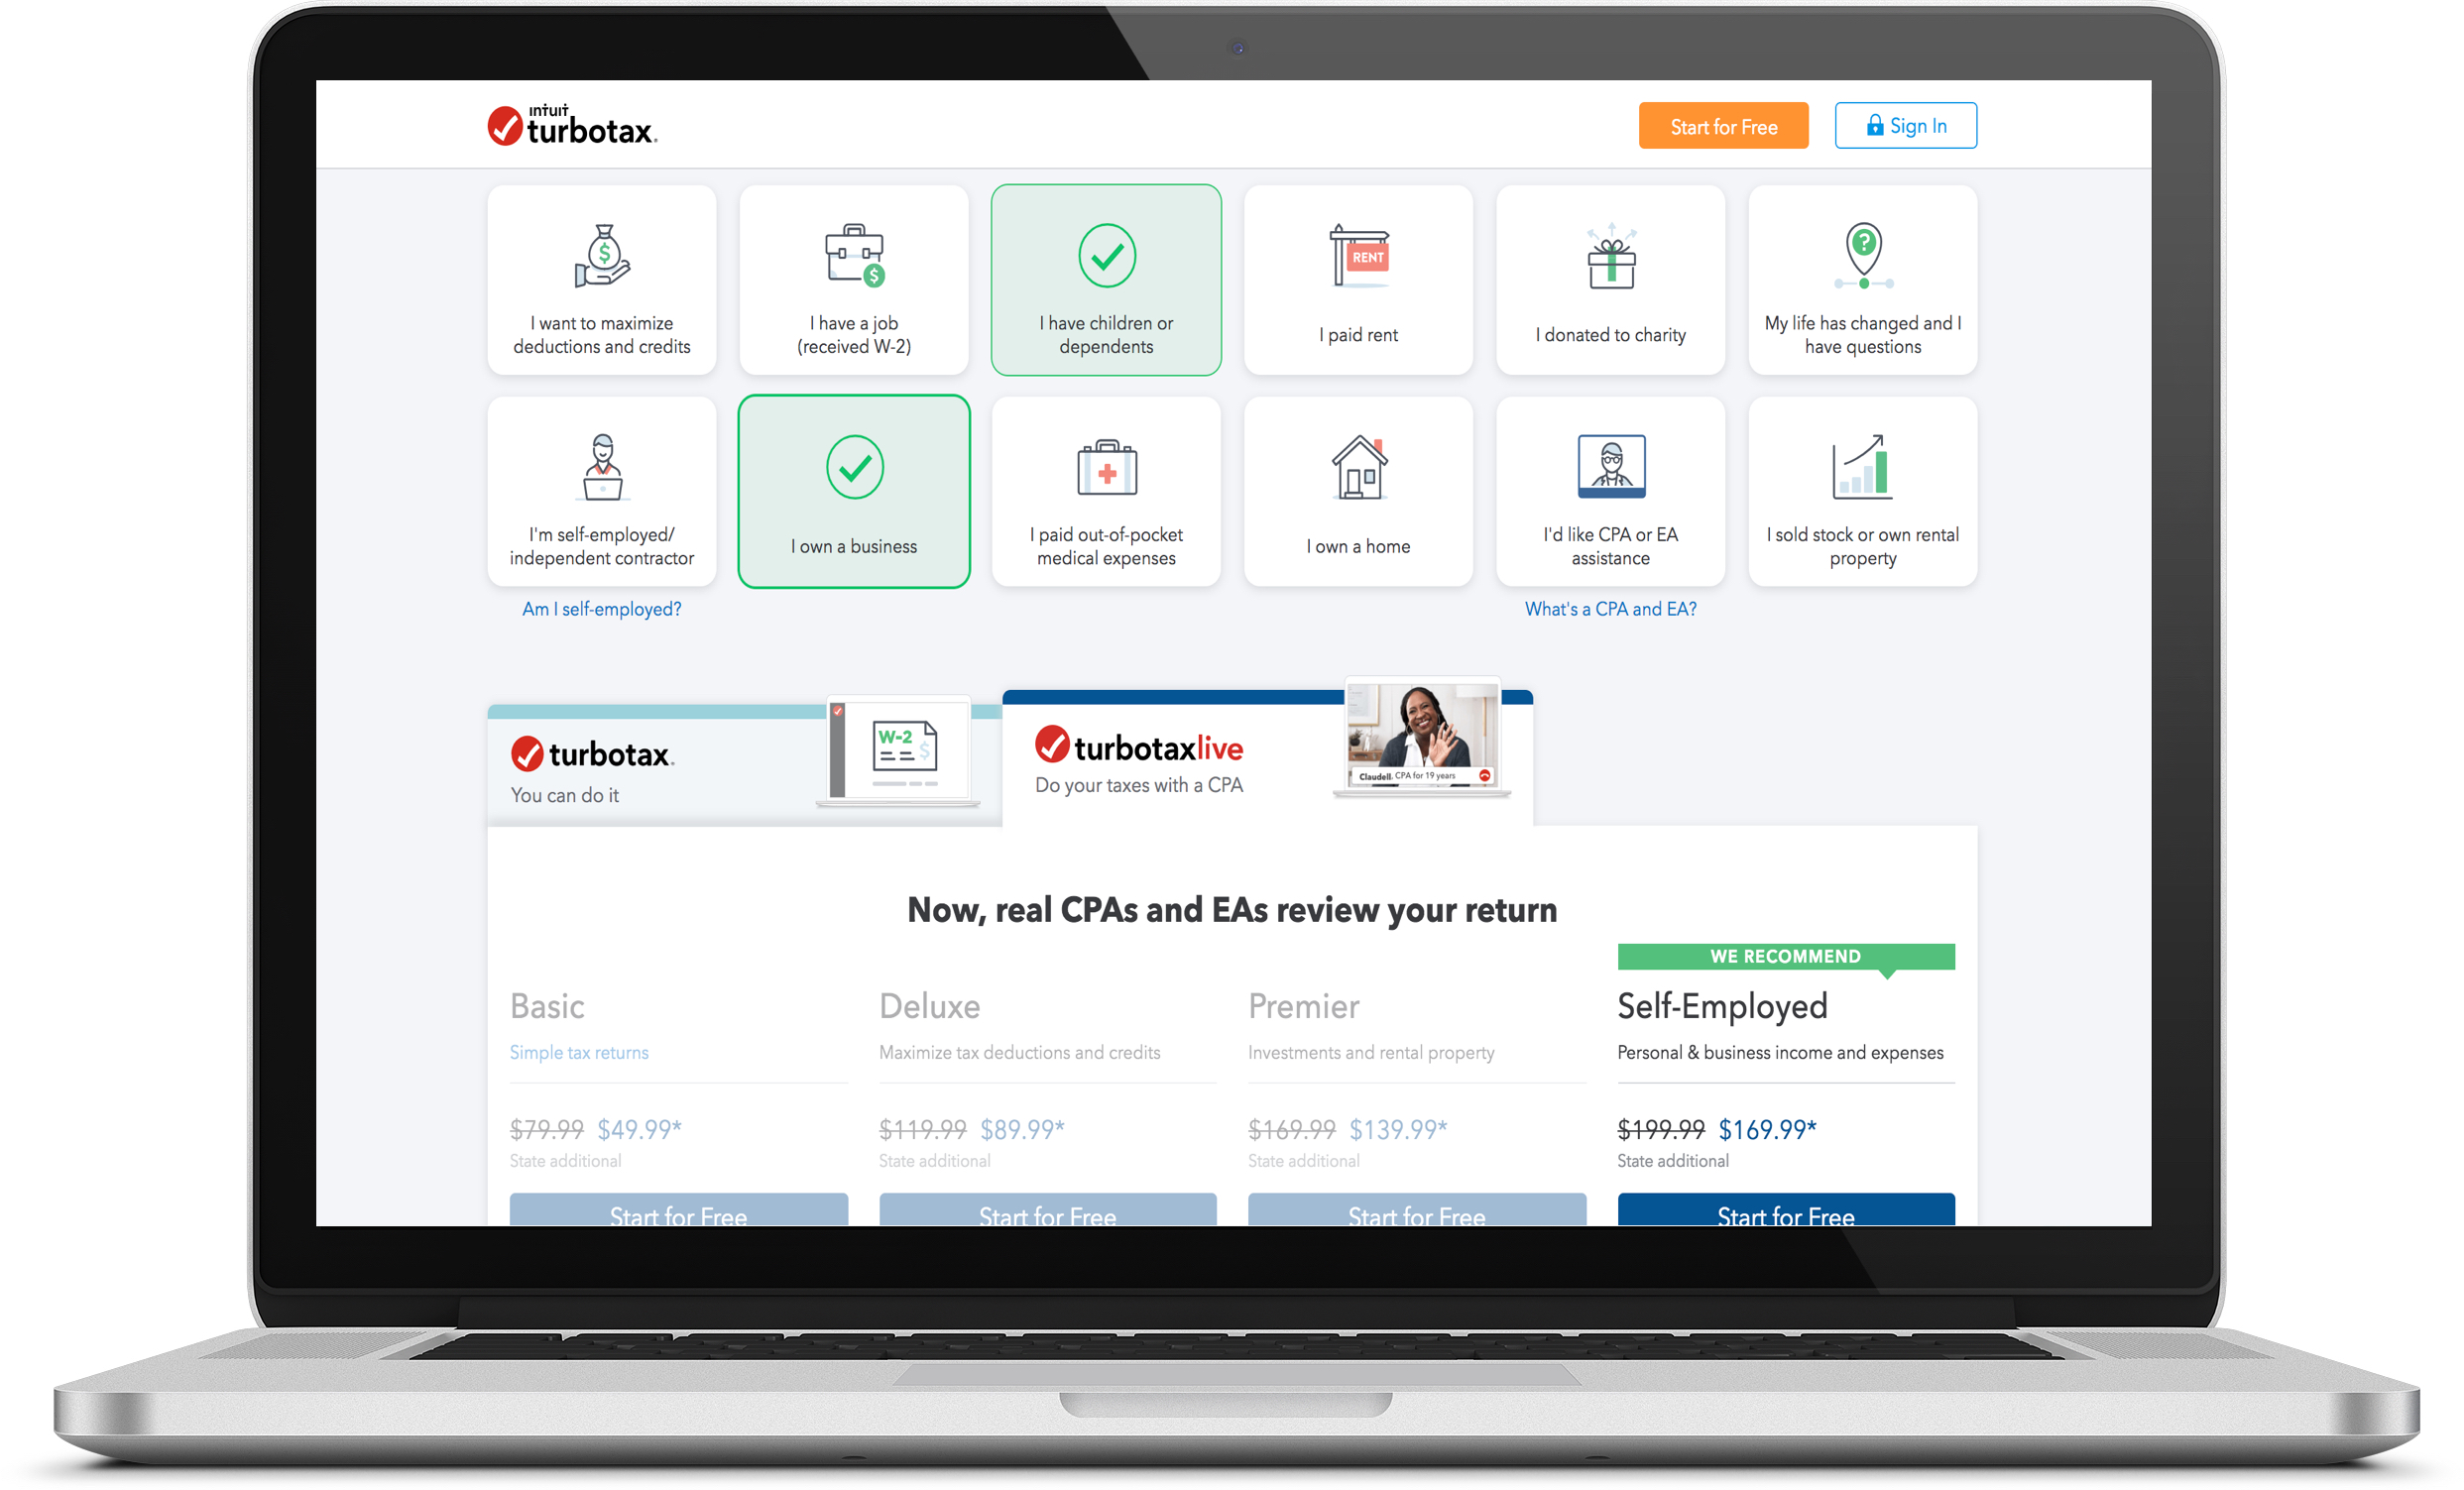 intuit
turbotax.
Start for Free
Sign In
I want to maximize
deductions and credits
I have a job
(received W-2)
I have children or
dependents
RENT
I paid rent
I donated to charity
?
My life has changed and I
have questions
I'm self-employed/
independent contractor
I own a business
I paid out-of-pocket
medical expenses
I own a home
I'd like CPA or EA
assistance
I sold stock or own rental
property
Am I self-employed?
What's a CPA and EA?
turbotax.
You can do it
W-2
$
turbotaxlive
Do your taxes with a CPA
Claudell, CPA for 19 years
Now, real CPAs and EAs review your return
WE RECOMMEND
Basic
Simple tax returns
$79.99 $49.99*
State additional
Start for Free
Deluxe
Maximize tax deductions and credits
$119.99 $89.99*
State additional
Start for Free
Premier
Investments and rental property
$169.99 $139.99*
State additional
Start for Free
Self-Employed
Personal & business income and expenses
$199.99 $169.99*
State additional
Start for Free